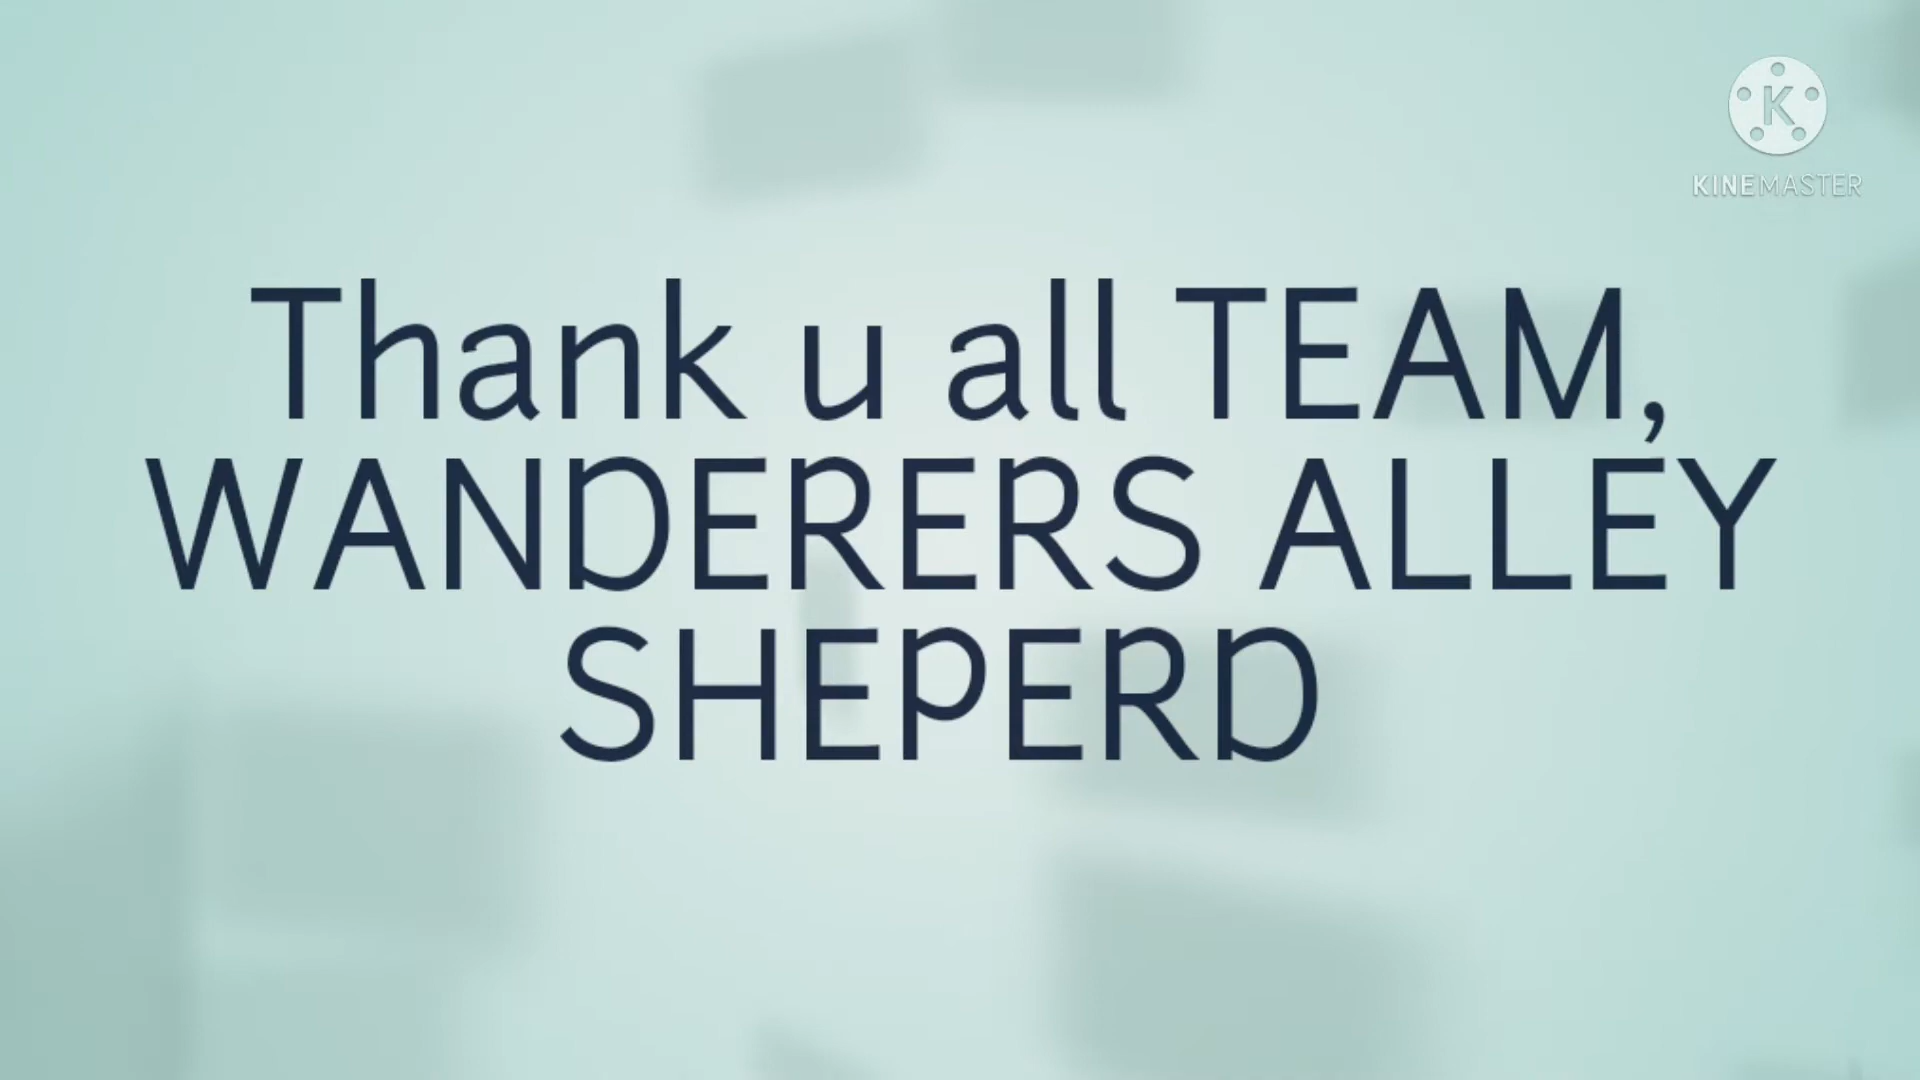 K
KINEMASTER
Thank u all TEAM,
WANDERERS ALLEY
SHEPERD